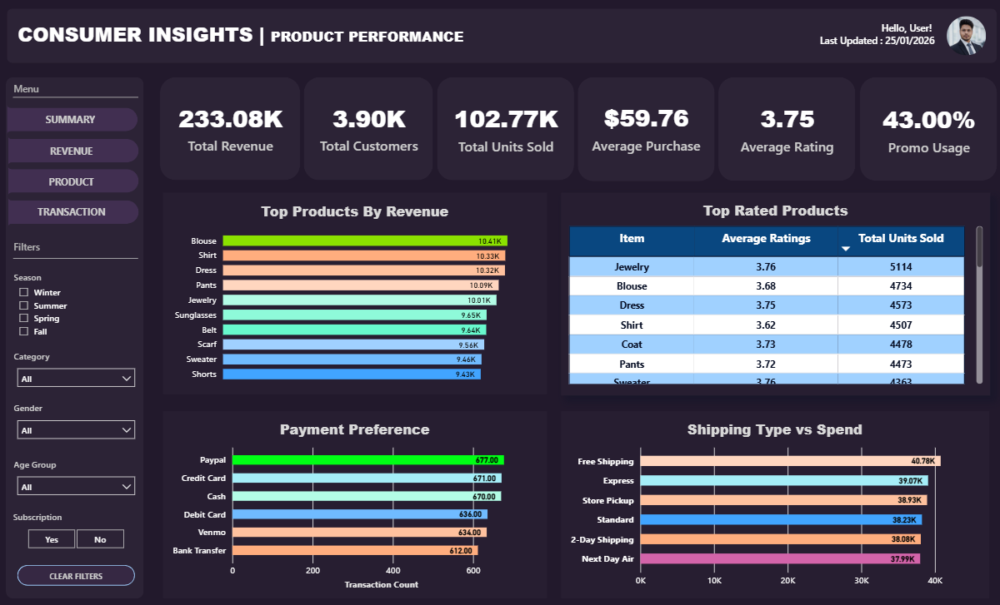 CONSUMER INSIGHTS | PRODUCT PERFORMANCE
Hello, User!
Last Updated : 25/01/2026
Menu
SUMMARY
REVENUE
PRODUCT
TRANSACTION
Filters
Season
Winter
Summer
Spring
Fall
Category
All
Gender
All
Age Group
All
Subscription
Yes No
CLEAR FILTERS
233.08K
Total Revenue
3.90K
Total Customers
102.77K
Total Units Sold
$59.76
Average Purchase
3.75
Average Rating
43.00%
Promo Usage
Top Products By Revenue
Blouse 10.41K
Shirt 10.33K
Dress 10.32K
Pants 10.09K
Jewelry 10.01K
Sunglasses 9.65K
Belt 9.64K
Scarf 9.56K
Sweater 9.46K
Shorts 9.43K
Top Rated Products
Item Average Ratings Total Units Sold
Jewelry 3.76 5114
Blouse 3.68 4734
Dress 3.75 4573
Shirt 3.62 4507
Coat 3.73 4478
Pants 3.72 4473
Sweater 3.76 4363
Payment Preference
Paypal 677.00
Credit Card 671.00
Cash 670.00
Debit Card 636.00
Venmo 634.00
Bank Transfer 612.00
0 200 400 600
Transaction Count
Shipping Type vs Spend
Free Shipping 40.78K
Express 39.07K
Store Pickup 38.93K
Standard 38.23K
2-Day Shipping 38.08K
Next Day Air 37.99K
0K 10K 20K 30K 40K